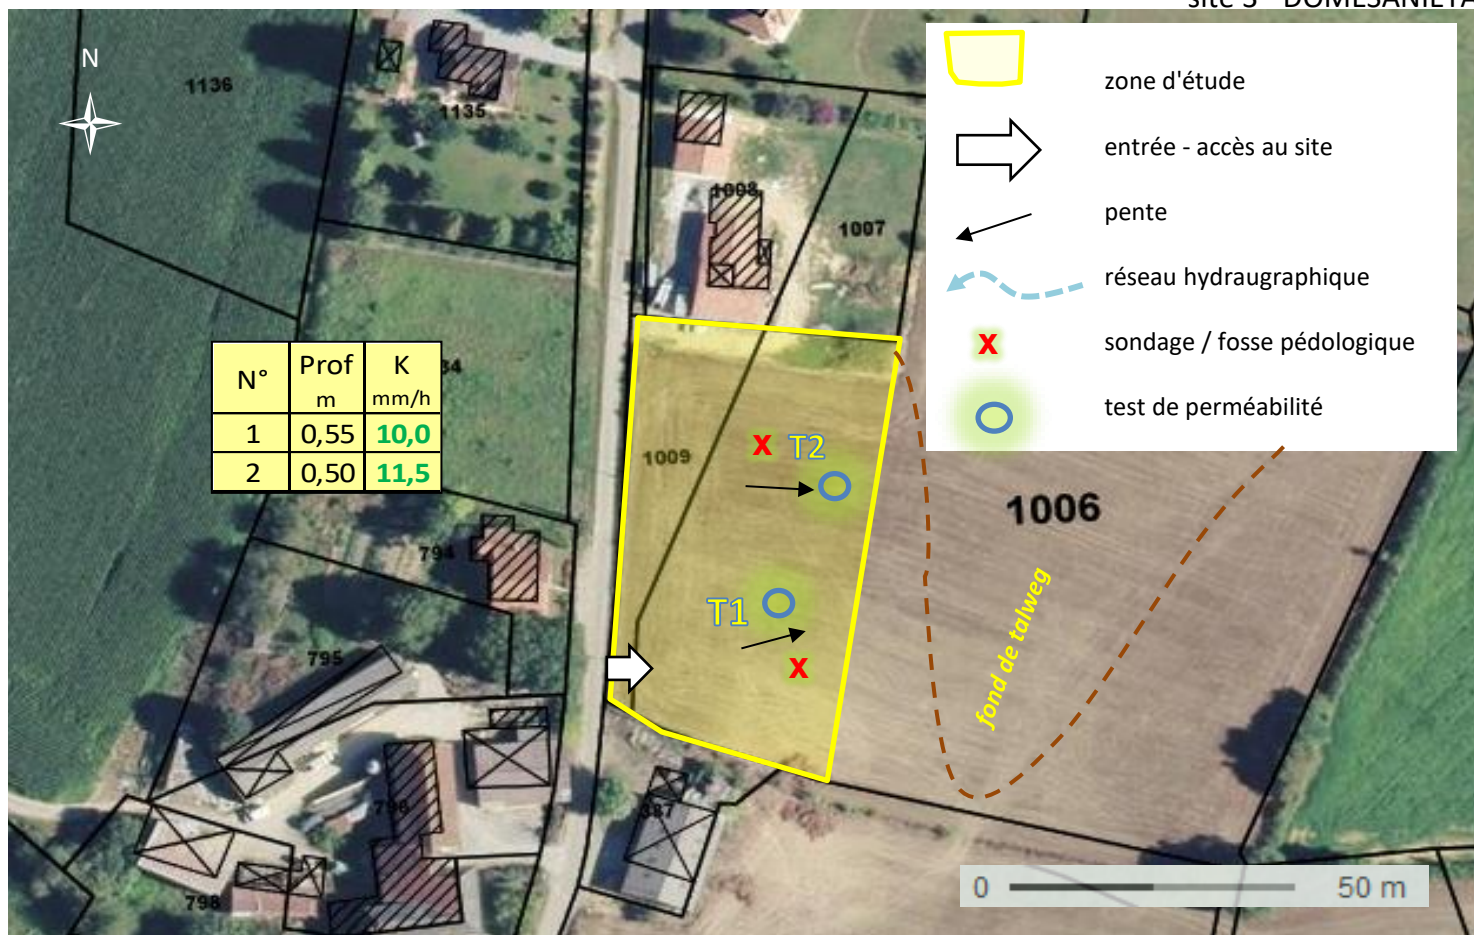 N
zone d'étude
entrée - accès au site
pente
réseau hydraugraphique
sondage / fosse pédologique
test de perméabilité
1136
1135
1008
1007
34
N° Prof m K mm/h
1 0,55 10,0
2 0,50 11,5
1009
X T2
1006
794
T1
X
fond de talweg
795
796
387
798
0 50 m